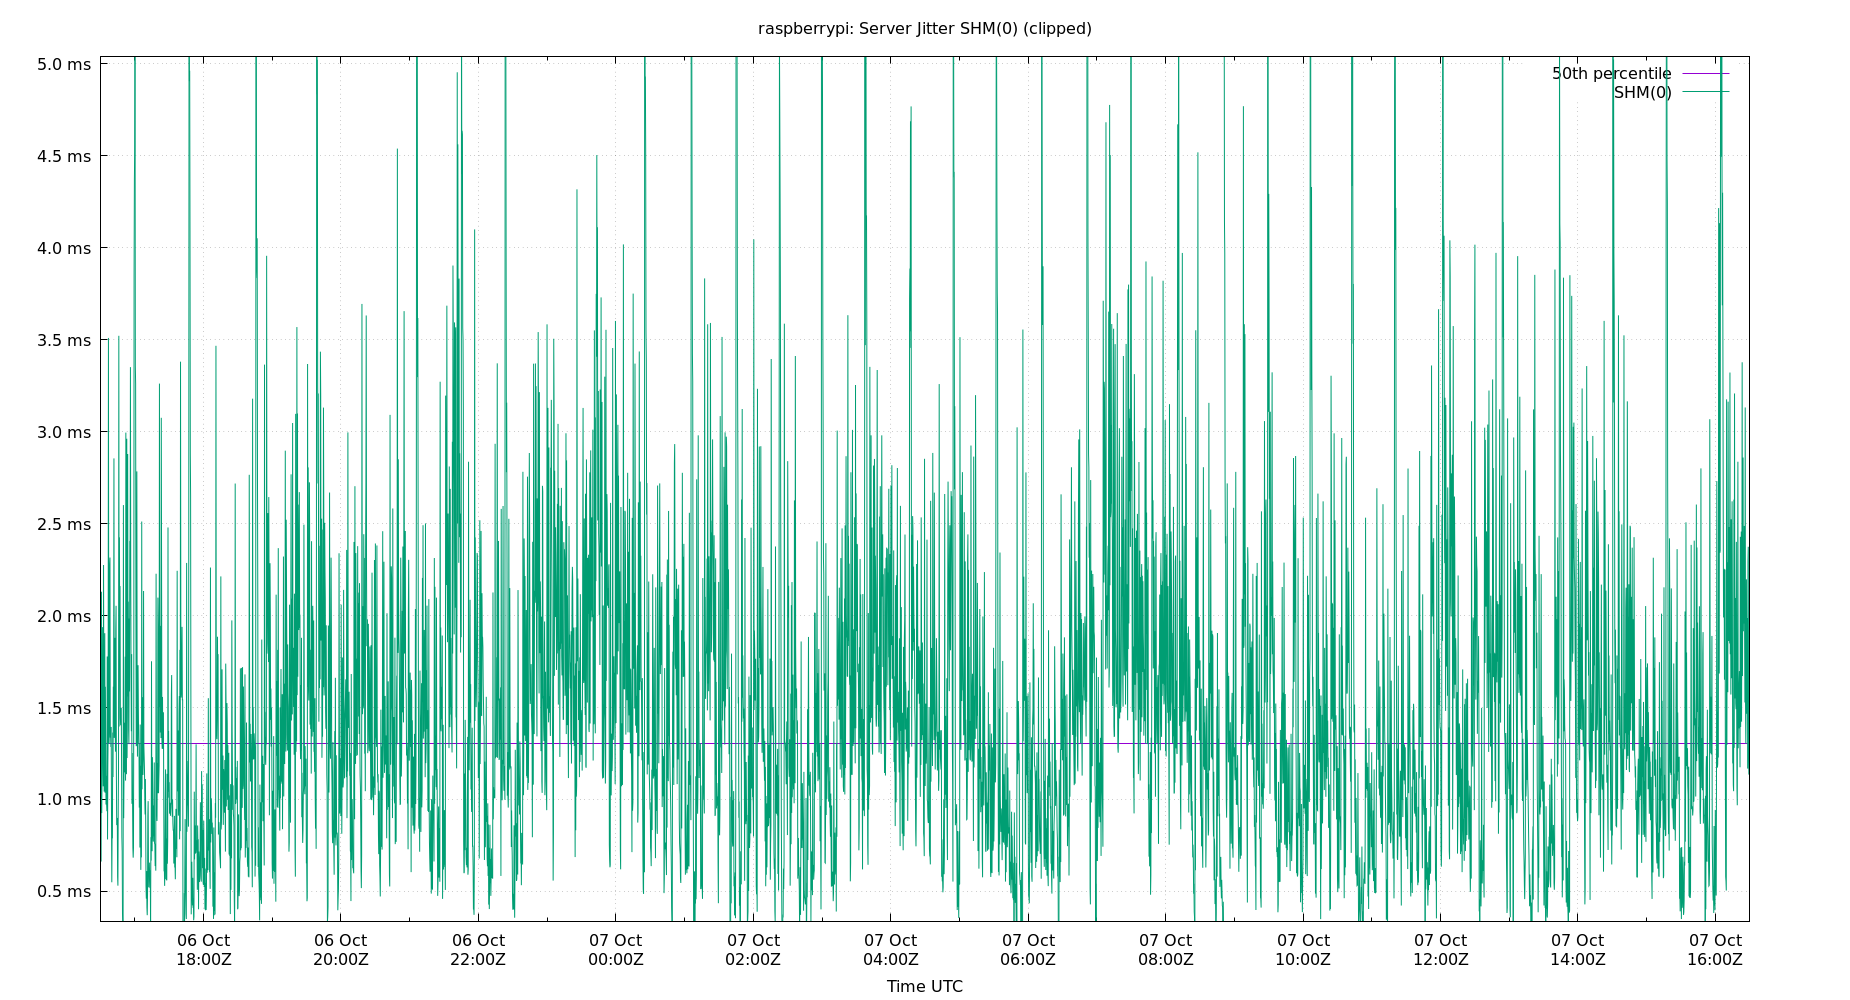 raspberrypi: Server Jitter SHM(0) (clipped)
5.0 ms
50th percentile
SHM(0)
4.5 ms
4.0 ms
3.5 ms
3.0 ms
2.5 ms
2.0 ms
1.5 ms
1.0 ms
0.5 ms
06 Oct 06 Oct 06 Oct 07 Oct 07 Oct 07 Oct 07 Oct 07 Oct 07 Oct 07 Oct 07 Oct 07 Oct
18:00Z 20:00Z 22:00Z 00:00Z 02:00Z 04:00Z 06:00Z 08:00Z 10:00Z 12:00Z 14:00Z 16:00Z
Time UTC